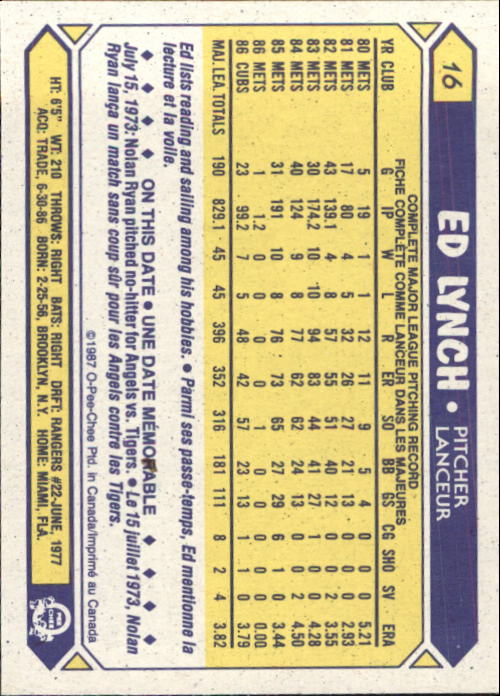 16
ED LYNCH • PITCHER
LANCEUR
COMPLETE MAJOR LEAGUE PITCHING RECORD
FICHE COMPLÈTE COMME LANCEUR DANS LES MAJEURES
YR CLUB G IP W L R ER SO BB GS CG SHO SV ERA
80 METS 5 19 1 1 12 11 9 5 4 0 0 0 5.21
81 METS 17 80 4 5 32 26 27 21 13 0 0 0 2.93
82 METS 43 139.1 4 8 57 55 51 40 12 0 0 2 3.55
83 METS 30 174.2 10 10 94 83 44 41 27 1 0 0 4.28
84 METS 40 124 9 8 77 62 62 24 13 0 0 2 4.50
85 METS 31 191 10 8 76 73 65 27 29 6 1 0 3.44
86 METS 1 1.2 0 0 0 0 1 0 0 0 0 0 0.00
86 CUBS 23 99.2 7 5 48 42 57 23 13 1 1 0 3.79
MAJ. LEA. TOTALS 190 829.1 45 45 396 352 316 181 111 8 2 4 3.82
Ed lists reading and sailing among his hobbies. • Parmi ses passe-temps, Ed mentionne la
lecture et la voile.
ON THIS DATE • UNE DATE MÉMORABLE
July 15, 1973: Nolan Ryan pitched no-hitter for Angels vs. Tigers. • Le 15 juillet 1973, Nolan
Ryan lança un match sans coup sûr pour les Angels contre les Tigers.
©1987 O-Pee-Chee Ptd. in Canada/Imprimé au Canada
HT: 6'5" WT: 210 THROWS: RIGHT BATS: RIGHT DRFT: RANGERS #22-JUNE, 1977
ACQ: TRADE, 6-30-86 BORN: 2-25-56, BROOKLYN, N.Y. HOME: MIAMI, FLA.
O
PEE
CHEE